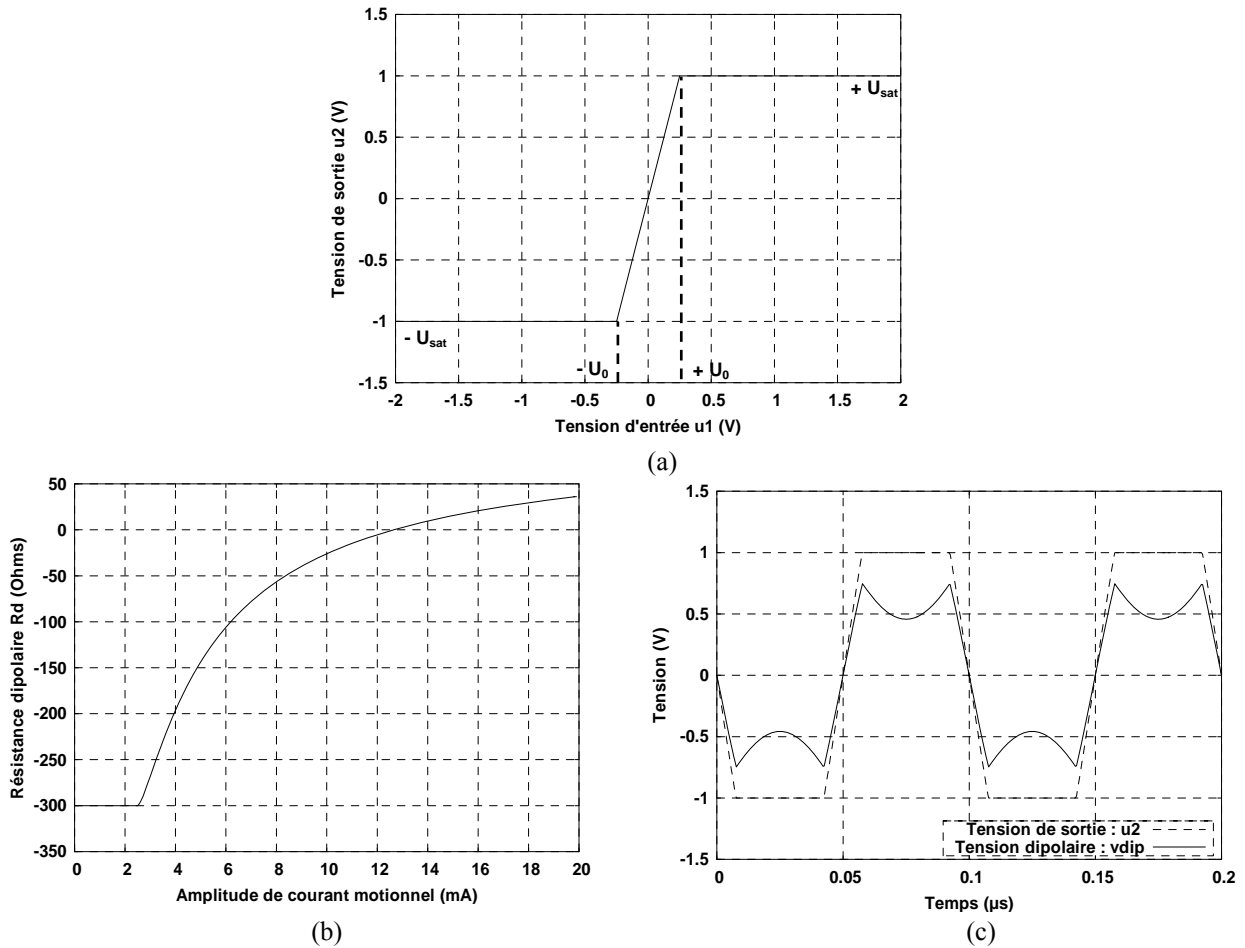 1.5
1
0.5
0
-0.5
-1
-1.5
Tension de sortie u2 (V)
+ Usat
- Usat
- U0
+ U0
-2 -1.5 -1 -0.5 0 0.5 1 1.5 2
Tension d'entrée u1 (V)
(a)
50
0
-50
-100
-150
-200
-250
-300
-350
Résistance dipolaire Rd (Ohms)
0 2 4 6 8 10 12 14 16 18 20
Amplitude de courant motionnel (mA)
(b)
1.5
1
0.5
0
-0.5
-1
-1.5
Tension (V)
Tension de sortie : u2
Tension dipolaire : vdip
0 0.05 0.1 0.15 0.2
Temps (µs)
(c)